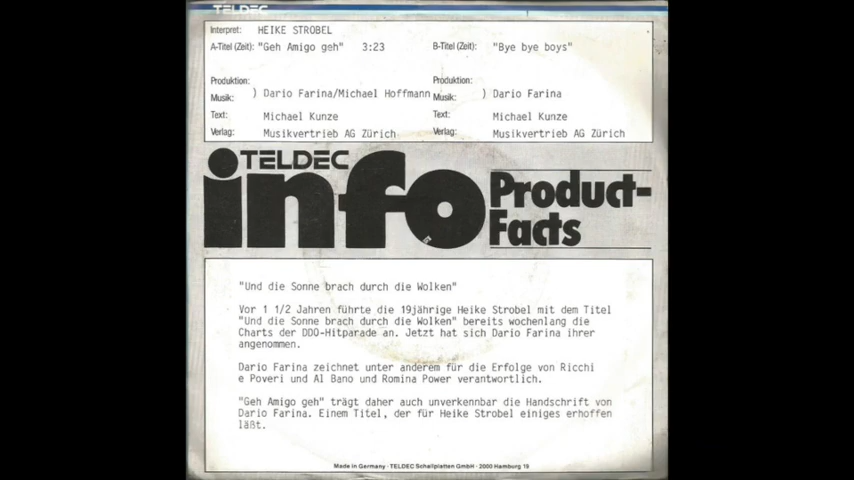 TELDEC
Interpret: HEIKE STROBEL
A-Titel (Zeit): "Geh Amigo geh" 3:23 B-Titel (Zeit): "Bye bye boys"
Produktion: Produktion:
Musik: ) Dario Farina/Michael Hoffmann Musik: ) Dario Farina
Text: Michael Kunze Text: Michael Kunze
Verlag: Musikvertrieb AG Zürich Verlag: Musikvertrieb AG Zürich
TELDEC
info
Product-
Facts
"Und die Sonne brach durch die Wolken"
Vor 1 1/2 Jahren führte die 19jährige Heike Strobel mit dem Titel
"Und die Sonne brach durch die Wolken" bereits wochenlang die
Charts der DDO-Hitparade an. Jetzt hat sich Dario Farina ihrer
angenommen.
Dario Farina zeichnet unter anderem für die Erfolge von Ricchi
e Poveri und Al Bano und Romina Power verantwortlich.
"Geh Amigo geh" trägt daher auch unverkennbar die Handschrift von
Dario Farina. Einem Titel, der für Heike Strobel einiges erhoffen
läßt.
Made in Germany · TELDEC Schallplatten GmbH · 2000 Hamburg 19